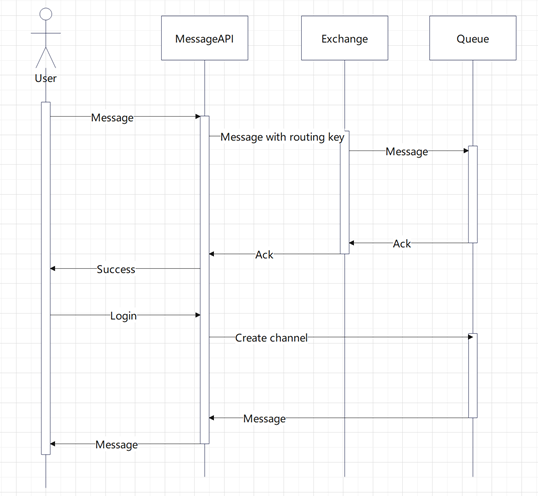 MessageAPI
Exchange
Queue
User
Message
Message with routing key
Message
Ack
Ack
Success
Login
Create channel
Message
Message